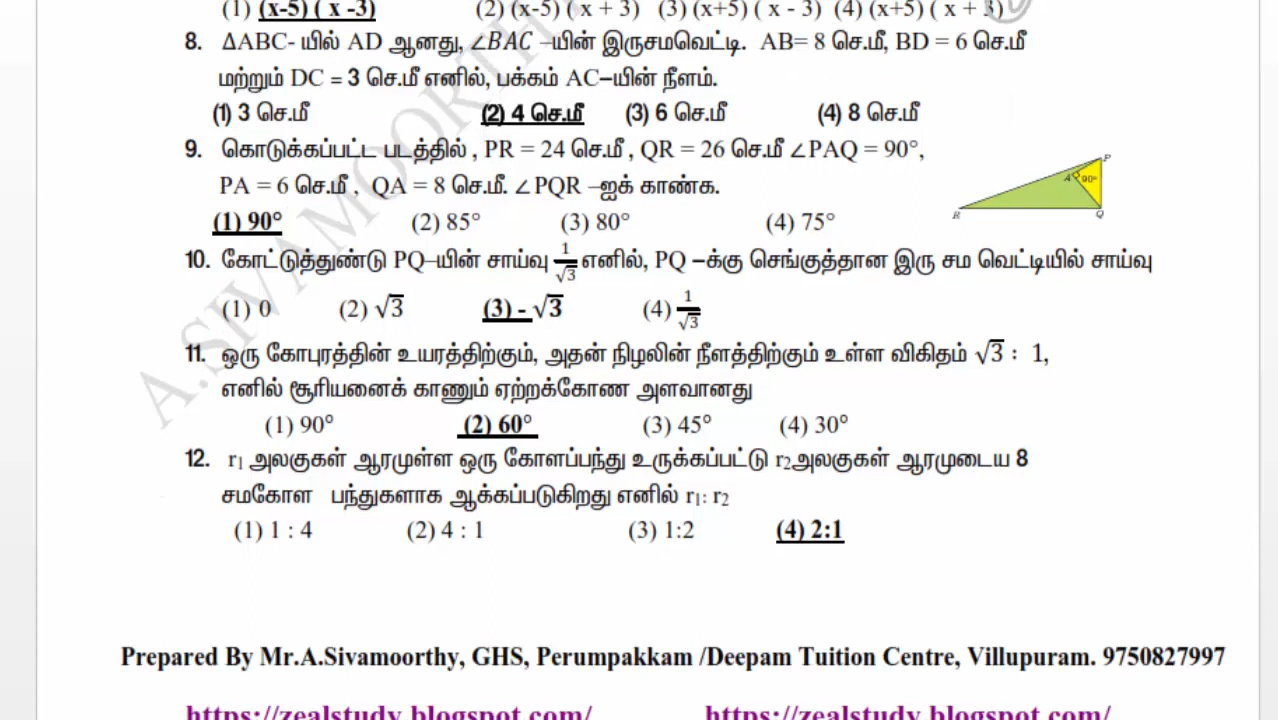 (1) (x-5) ( x -3) (2) (x-5) ( x + 3) (3) (x+5) ( x - 3) (4) (x+5) ( x + 3)
8. ΔABC- யில் AD ஆனது, ∠BAC –யின் இருசமவெட்டி. AB= 8 செ.மீ, BD = 6 செ.மீ
மற்றும் DC = 3 செ.மீ எனில், பக்கம் AC–யின் நீளம்.
(1) 3 செ.மீ (2) 4 செ.மீ (3) 6 செ.மீ (4) 8 செ.மீ
9. கொடுக்கப்பட்ட படத்தில் , PR = 24 செ.மீ , QR = 26 செ.மீ ∠PAQ = 90°,
PA = 6 செ.மீ , QA = 8 செ.மீ. ∠PQR –ஐக் காண்க.
P
A 90°
R Q
(1) 90° (2) 85° (3) 80° (4) 75°
10. கோட்டுத்துண்டு PQ–யின் சாய்வு 1/√3 எனில், PQ –க்கு செங்குத்தான இரு சம வெட்டியில் சாய்வு
(1) 0 (2) √3 (3) - √3 (4) 1/√3
11. ஒரு கோபுரத்தின் உயரத்திற்கும், அதன் நிழலின் நீளத்திற்கும் உள்ள விகிதம் √3 : 1,
எனில் சூரியனைக் காணும் ஏற்றக்கோண அளவானது
(1) 90° (2) 60° (3) 45° (4) 30°
12. r₁ அலகுகள் ஆரமுள்ள ஒரு கோளப்பந்து உருக்கப்பட்டு r₂அலகுகள் ஆரமுடைய 8
சமகோள பந்துகளாக ஆக்கப்படுகிறது எனில் r₁: r₂
(1) 1 : 4 (2) 4 : 1 (3) 1:2 (4) 2:1
A.SIVAMOORTH
Prepared By Mr.A.Sivamoorthy, GHS, Perumpakkam /Deepam Tuition Centre, Villupuram. 9750827997
https://zealstudy.blogspot.com/ https://zealstudy.blogspot.com/